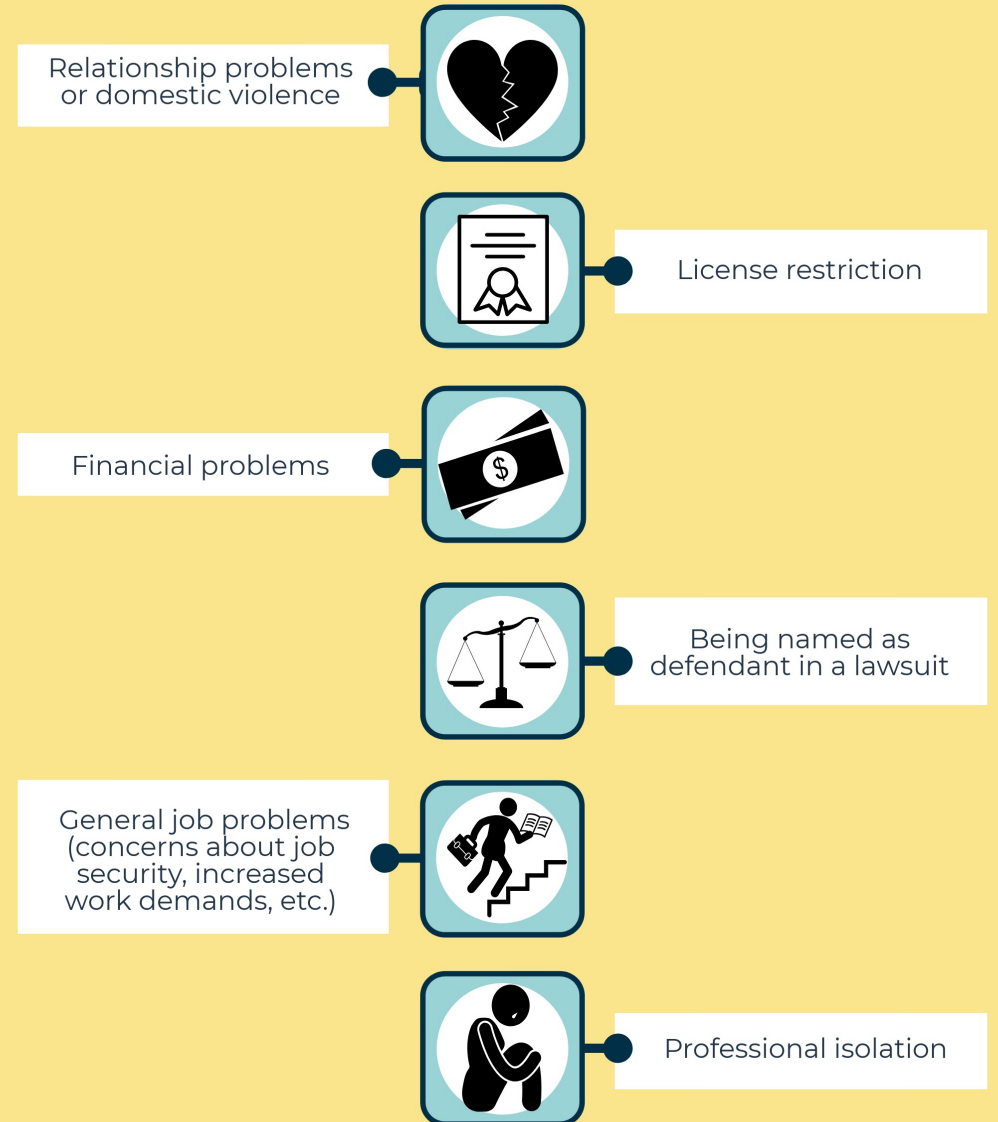 Relationship problems
or domestic violence
License restriction
Financial problems
$
Being named as
defendant in a lawsuit
General job problems
(concerns about job
security, increased
work demands, etc.)
Professional isolation